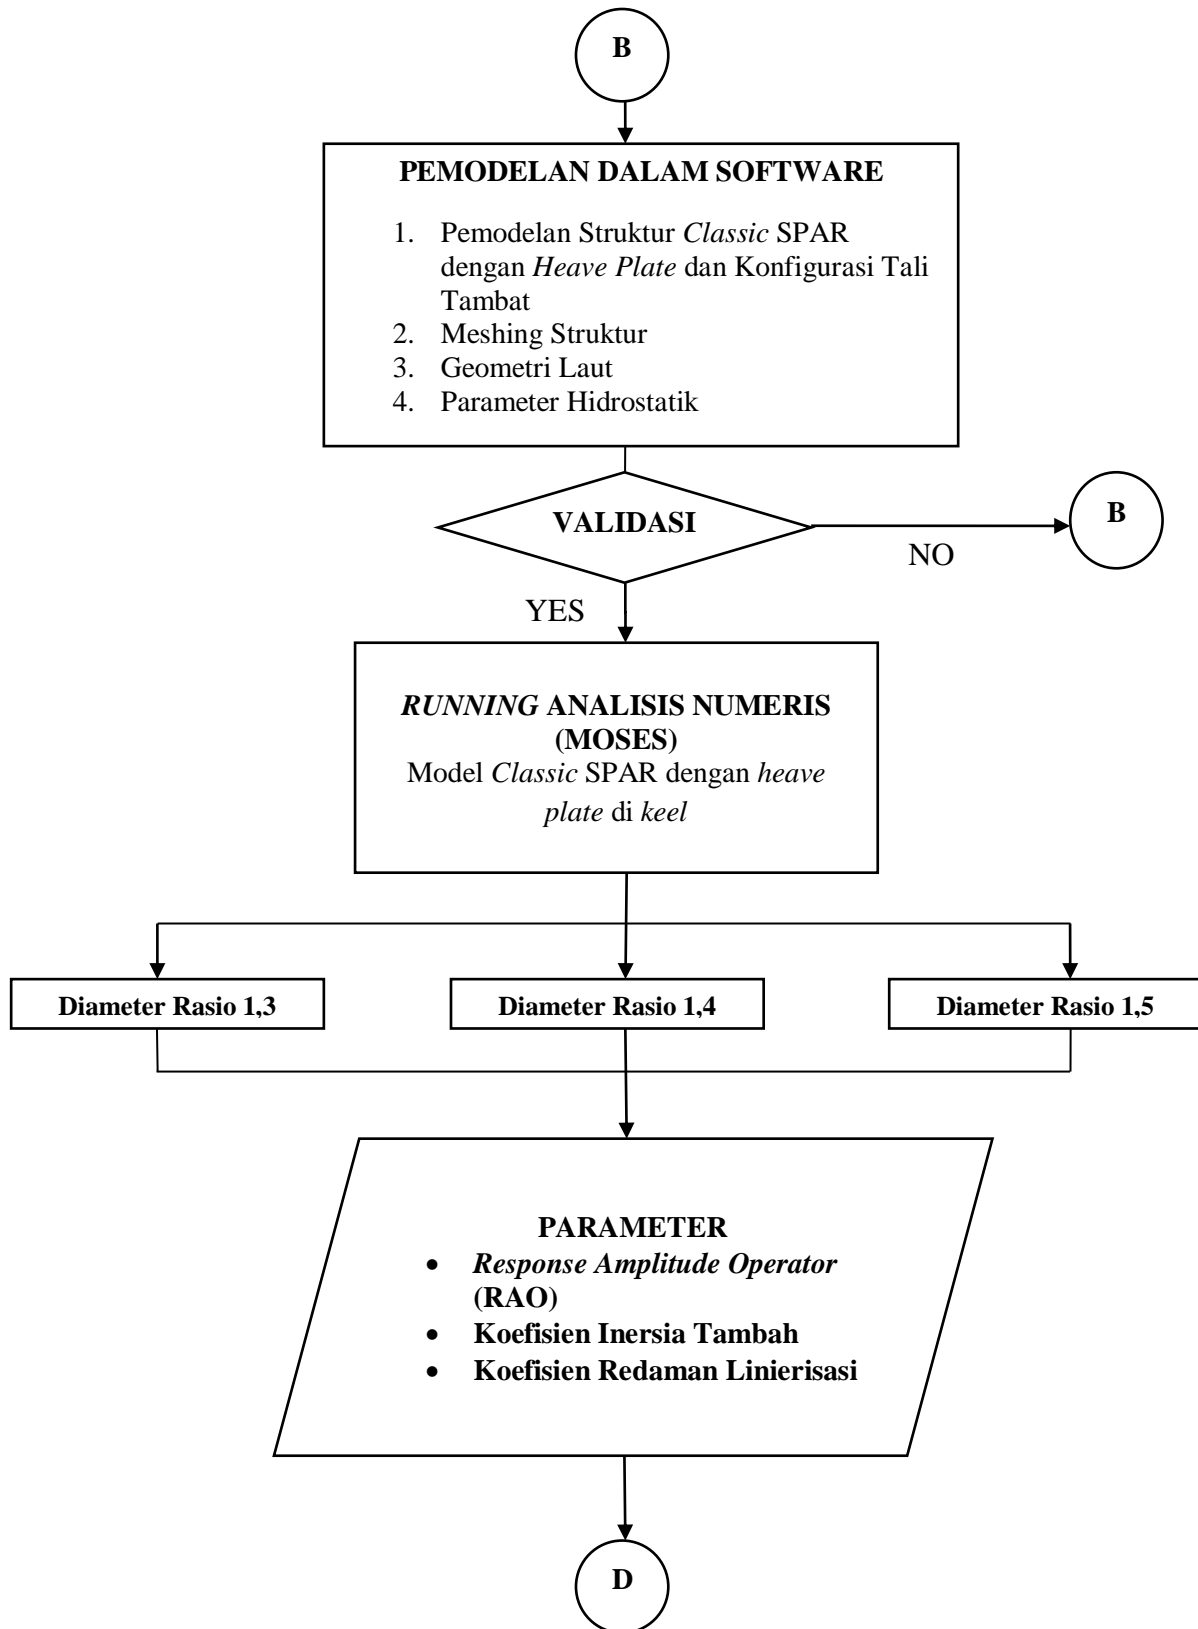 B
PEMODELAN DALAM SOFTWARE
1. Pemodelan Struktur Classic SPAR
dengan Heave Plate dan Konfigurasi Tali
Tambat
2. Meshing Struktur
3. Geometri Laut
4. Parameter Hidrostatik
VALIDASI
B
NO
YES
RUNNING ANALISIS NUMERIS
(MOSES)
Model Classic SPAR dengan heave
plate di keel
Diameter Rasio 1,3
Diameter Rasio 1,4
Diameter Rasio 1,5
PARAMETER
• Response Amplitude Operator
(RAO)
• Koefisien Inersia Tambah
• Koefisien Redaman Linierisasi
D